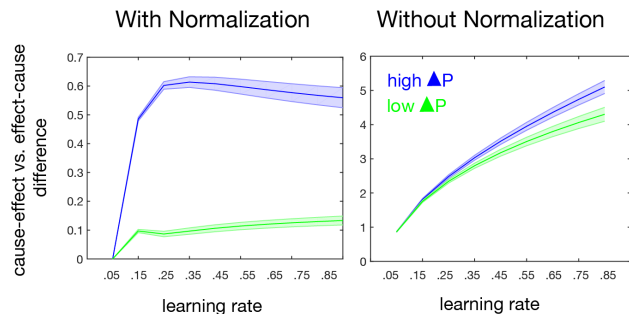 With Normalization
Without Normalization
cause-effect vs. effect-cause
difference
0.7
0.6
0.5
0.4
0.3
0.2
0.1
0
.05 .15 .25 .35 .45 .55 .65 .75 .85
learning rate
6
5
4
3
2
1
0
high ▲P
low ▲P
.05 .15 .25 .35 .45 .55 .65 .75 .85
learning rate